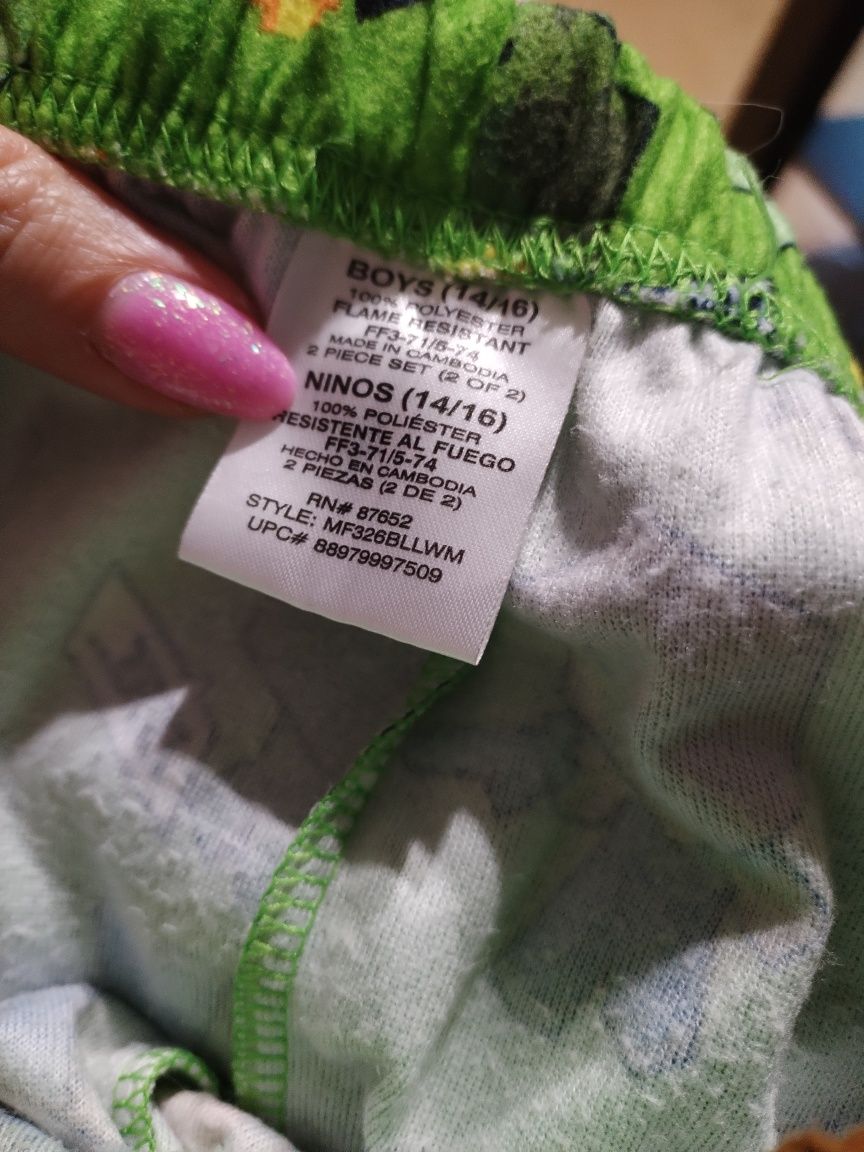 BOYS (14/16)
100% POLYESTER
FLAME RESISTANT
FF3-71/5-74
MADE IN CAMBODIA
2 PIECE SET (2 OF 2)
NINOS (14/16)
100% POLIÉSTER
RESISTENTE AL FUEGO
FF3-71/5-74
HECHO EN CAMBODIA
2 PIEZAS (2 DE 2)
RN# 87652
STYLE: MF326BLLWM
UPC# 88979997509